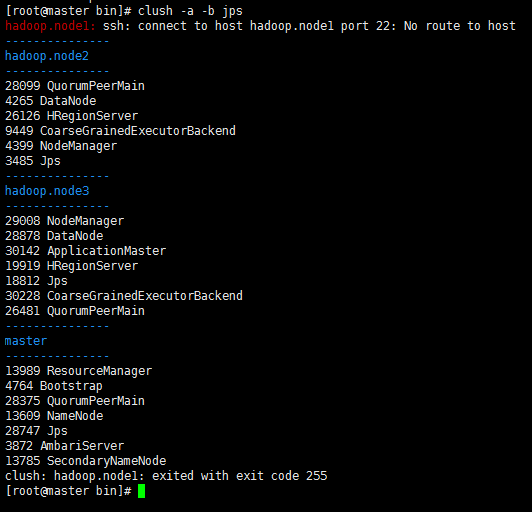 [root@master bin]# clush -a -b jps
hadoop.node1: ssh: connect to host hadoop.node1 port 22: No route to host
---------------
hadoop.node2
---------------
28099 QuorumPeerMain
4265 DataNode
26126 HRegionServer
9449 CoarseGrainedExecutorBackend
4399 NodeManager
3485 Jps
---------------
hadoop.node3
---------------
29008 NodeManager
28878 DataNode
30142 ApplicationMaster
19919 HRegionServer
18812 Jps
30228 CoarseGrainedExecutorBackend
26481 QuorumPeerMain
---------------
master
---------------
13989 ResourceManager
4764 Bootstrap
28375 QuorumPeerMain
13609 NameNode
28747 Jps
3872 AmbariServer
13785 SecondaryNameNode
clush: hadoop.node1: exited with exit code 255
[root@master bin]#